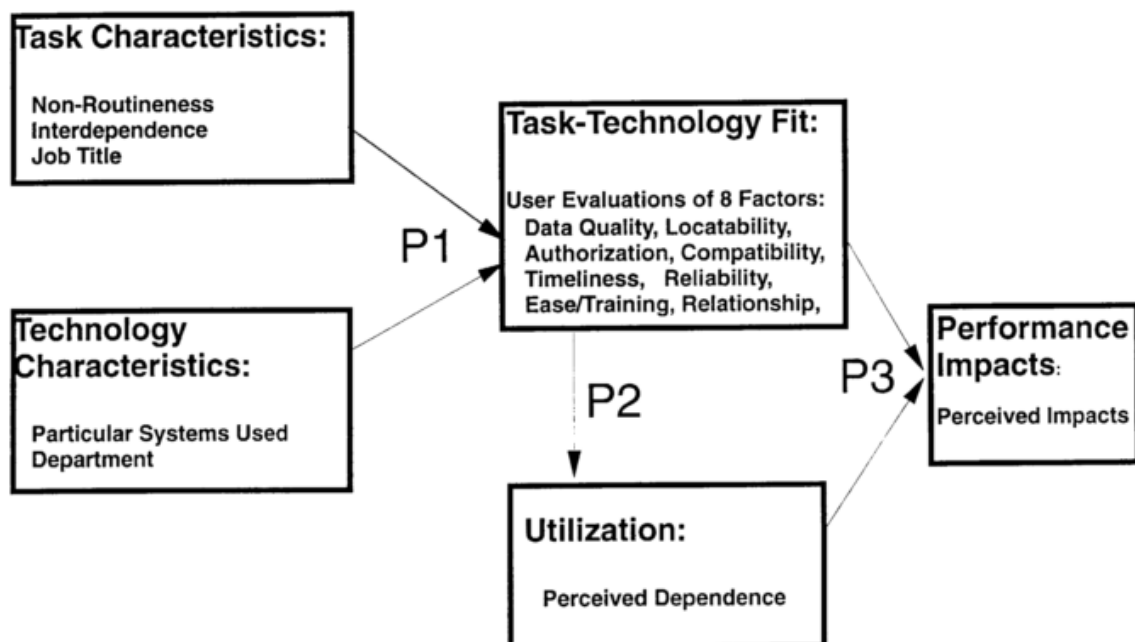 Task Characteristics:
Non-Routineness
Interdependence
Job Title
Technology
Characteristics:
Particular Systems Used
Department
P1
Task-Technology Fit:
User Evaluations of 8 Factors:
Data Quality, Locatability,
Authorization, Compatibility,
Timeliness, Reliability,
Ease/Training, Relationship,
P2
Utilization:
Perceived Dependence
P3
Performance
Impacts:
Perceived Impacts